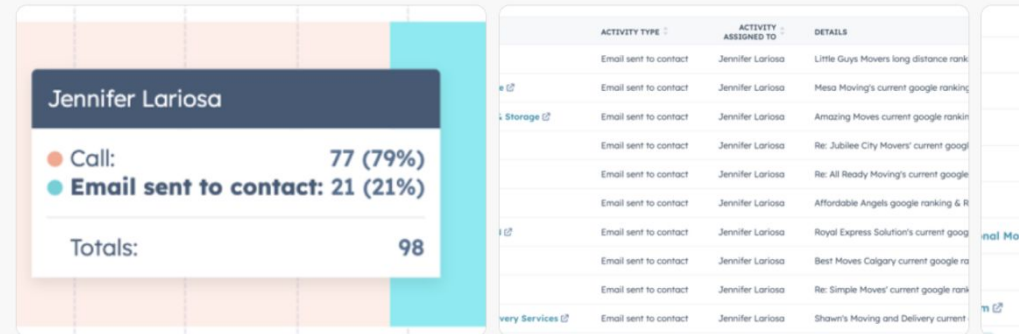 Jennifer Lariosa
Call: 77 (79%)
Email sent to contact: 21 (21%)
Totals: 98
ACTIVITY TYPE ACTIVITY ASSIGNED TO DETAILS
Email sent to contact Jennifer Lariosa Little Guys Movers long distance rank
e Email sent to contact Jennifer Lariosa Mesa Moving's current google ranking
& Storage Email sent to contact Jennifer Lariosa Amazing Moves current google rankin
Email sent to contact Jennifer Lariosa Re: Jubilee City Movers' current googl
Email sent to contact Jennifer Lariosa Re: All Ready Moving's current google
Email sent to contact Jennifer Lariosa Affordable Angels google ranking & R
Email sent to contact Jennifer Lariosa Royal Express Solution's current goog
Email sent to contact Jennifer Lariosa Best Moves Calgary current google ra
Email sent to contact Jennifer Lariosa Re: Simple Moves' current google rank
very Services Email sent to contact Jennifer Lariosa Shawn's Moving and Delivery current
onal Mo
m